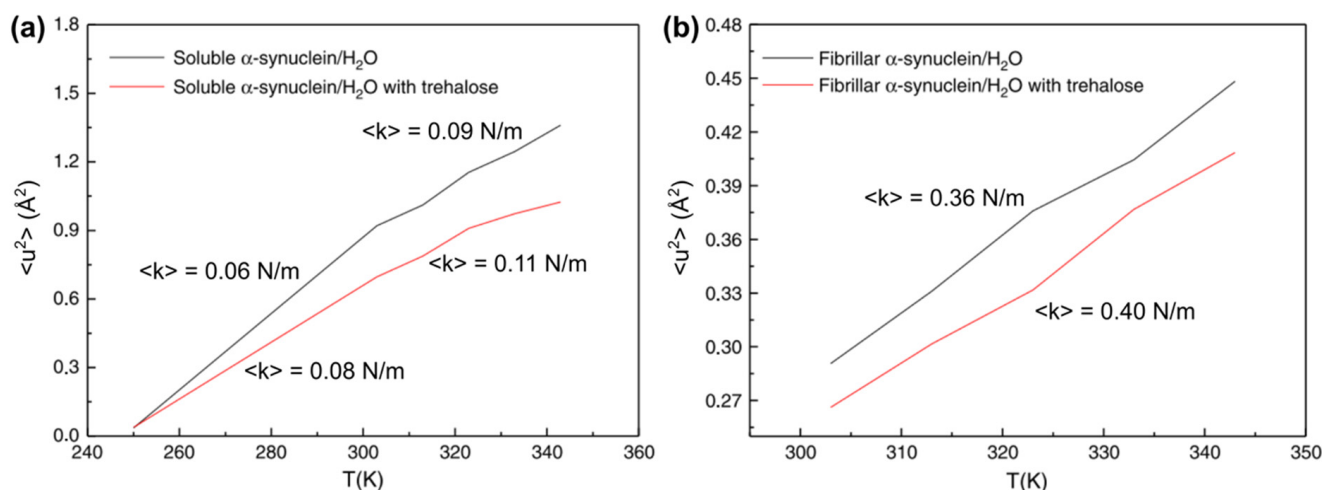 (a)
1.8
1.5
1.2
0.9
0.6
0.3
0.0
<u²> (Å²)
Soluble α-synuclein/H₂O
Soluble α-synuclein/H₂O with trehalose
<k> = 0.09 N/m
<k> = 0.06 N/m
<k> = 0.11 N/m
<k> = 0.08 N/m
240 260 280 300 320 340 360
T(K)
(b)
0.48
0.45
0.42
0.39
0.36
0.33
0.30
0.27
<u²> (Å²)
Fibrillar α-synuclein/H₂O
Fibrillar α-synuclein/H₂O with trehalose
<k> = 0.36 N/m
<k> = 0.40 N/m
300 310 320 330 340 350
T(K)